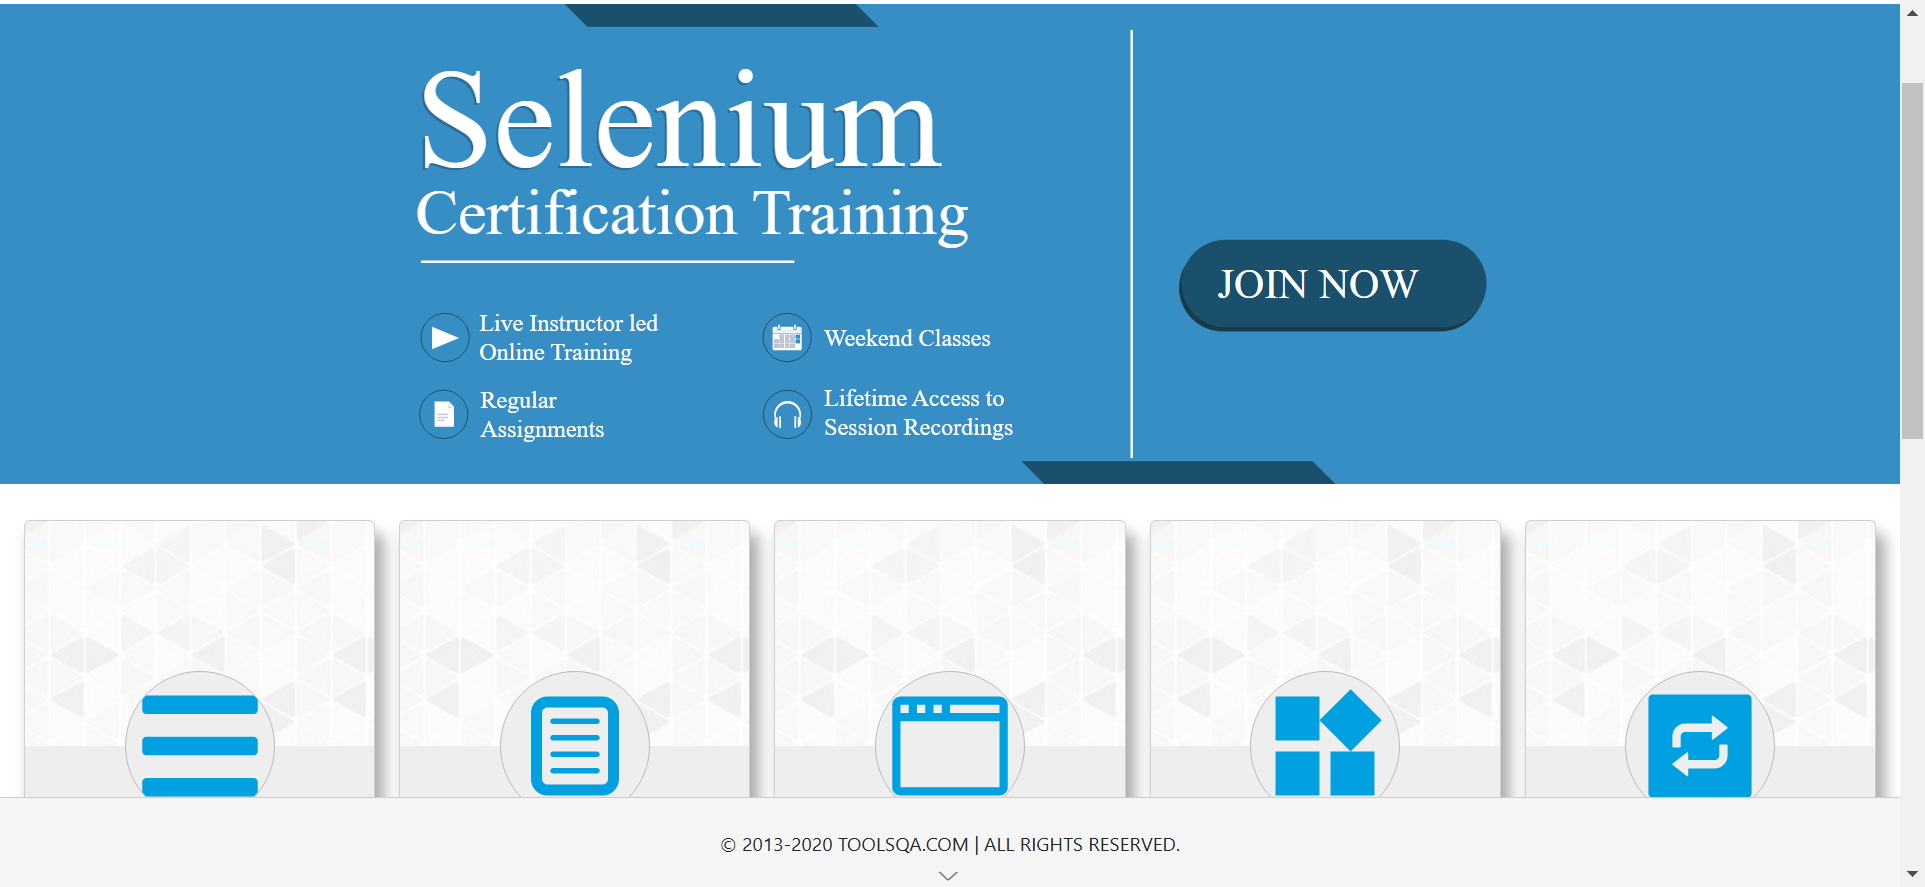 Selenium
Certification Training
JOIN NOW
Live Instructor led
Online Training
Weekend Classes
Regular
Assignments
Lifetime Access to
Session Recordings
© 2013-2020 TOOLSQA.COM | ALL RIGHTS RESERVED.